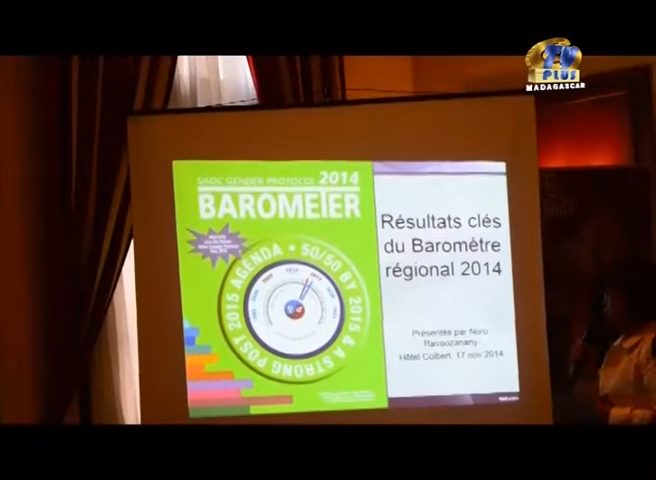 TV
PLUS
MADAGASCAR
SADC GENDER PROTOCOL 2014
BAROMETER
50/50 BY 2015 & A STRONG POST 2015 AGENDA
Résultats clés
du Baromètre
régional 2014
Présentés par Noro
Ravaozanany
Hôtel Colbert, 17 nov 2014